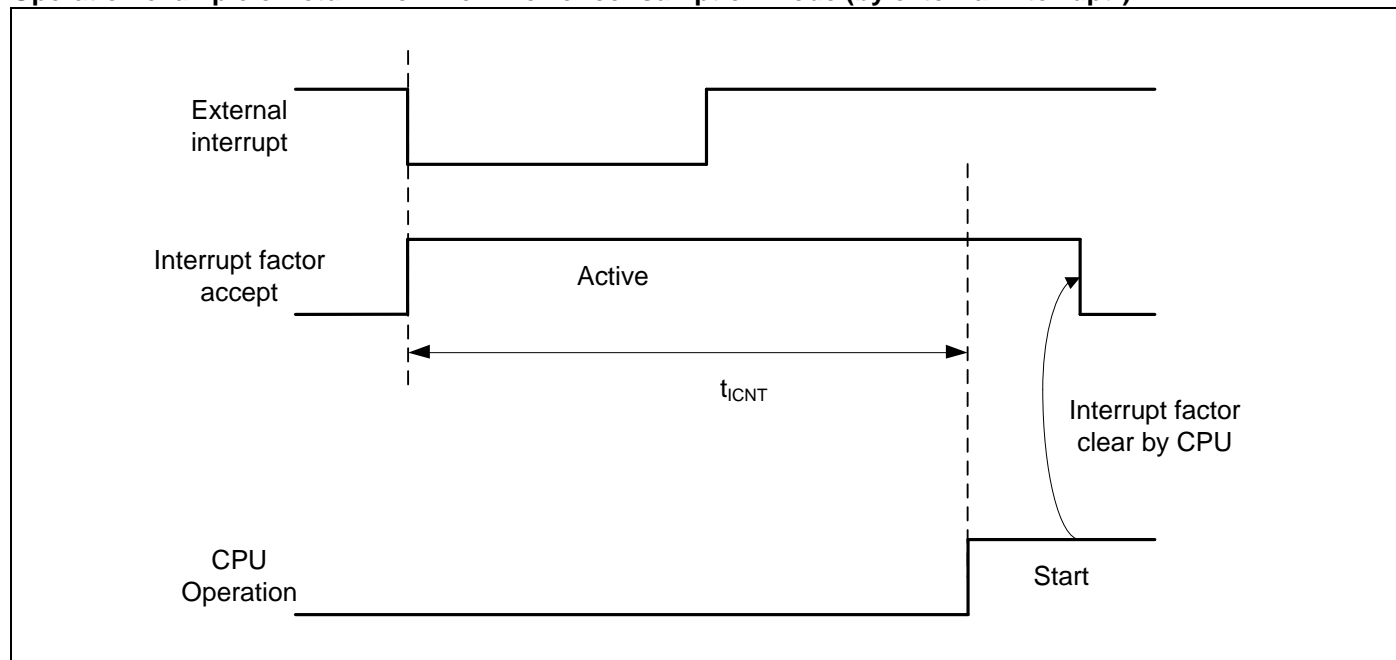 External
interrupt
Interrupt factor
accept
Active
tICNT
Interrupt factor
clear by CPU
CPU
Operation
Start